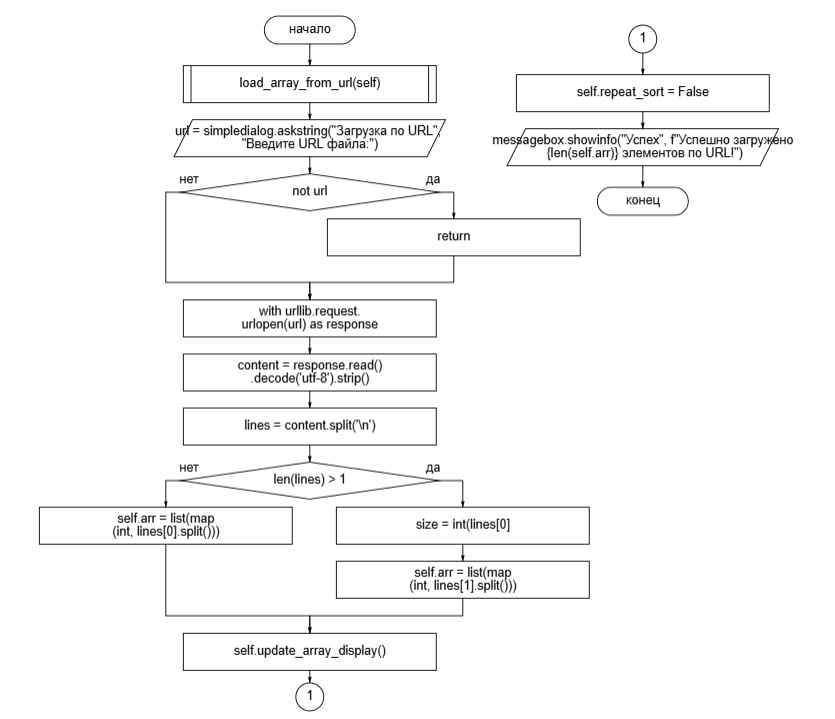 начало
load_array_from_url(self)
url = simpledialog.askstring("Загрузка по URL",
"Введите URL файла:")
нет
да
not url
return
with urllib.request.
urlopen(url) as response
content = response.read()
.decode('utf-8').strip()
lines = content.split('\n')
нет
да
len(lines) > 1
self.arr = list(map
(int, lines[0].split()))
size = int(lines[0]
self.arr = list(map
(int, lines[1].split()))
self.update_array_display()
1
1
self.repeat_sort = False
messagebox.showinfo("Успех", f"Успешно загружено
{len(self.arr)} элементов по URL!")
конец